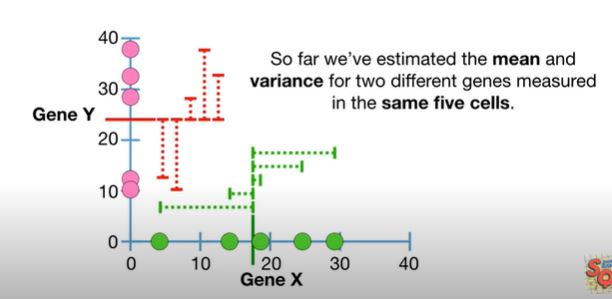 40
30
Gene Y
20
10
0
So far we've estimated the mean and
variance for two different genes measured
in the same five cells.
0 10 20 30 40
Gene X